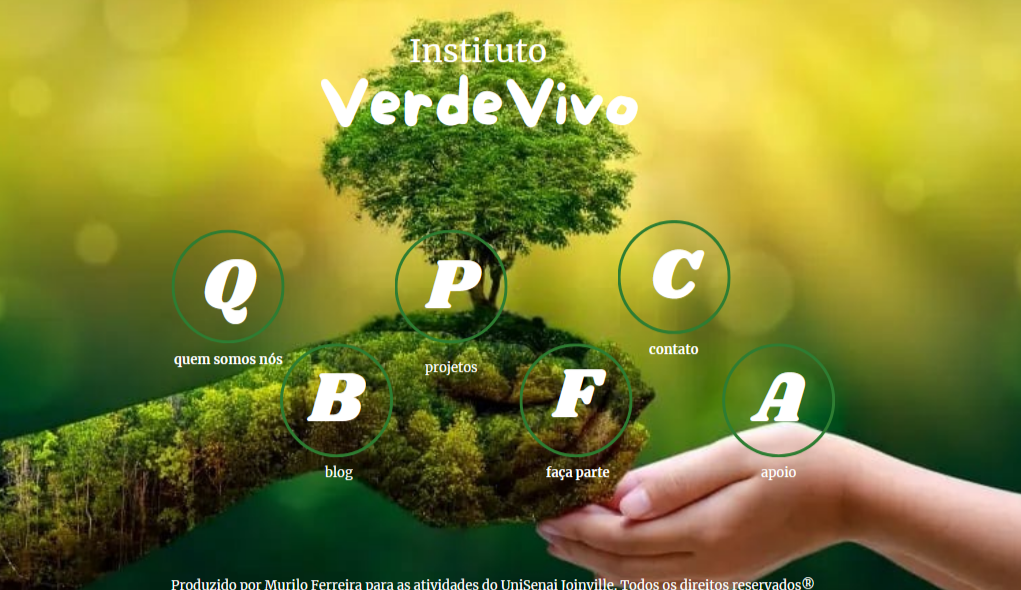 Instituto
VerdeVivo
Q
P
C
quem somos nós
projetos
contato
B
F
A
blog
faça parte
apoio
Produzido por Murilo Ferreira para as atividades do UniSenai Joinville. Todos os direitos reservados®